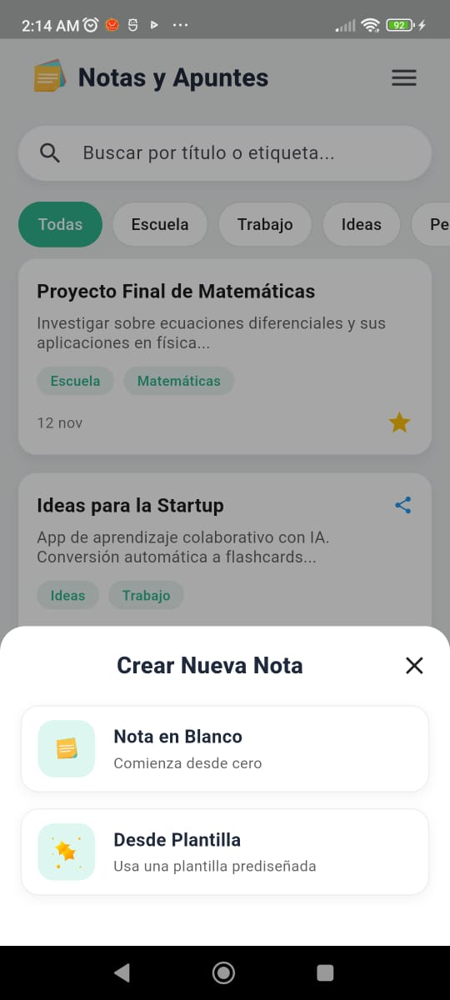 2:14 AM
92
Notas y Apuntes
Buscar por título o etiqueta...
Todas
Escuela
Trabajo
Ideas
Pe
Proyecto Final de Matemáticas
Investigar sobre ecuaciones diferenciales y sus
aplicaciones en física...
Escuela
Matemáticas
12 nov
Ideas para la Startup
App de aprendizaje colaborativo con IA.
Conversión automática a flashcards...
Ideas
Trabajo
Crear Nueva Nota
Nota en Blanco
Comienza desde cero
Desde Plantilla
Usa una plantilla prediseñada